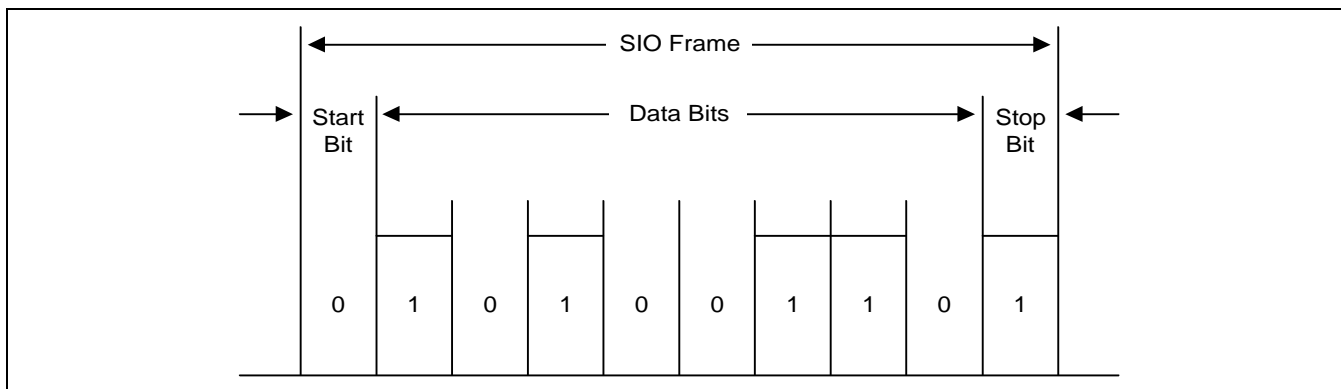 SIO Frame
Start
Bit
Data Bits
Stop
Bit
0 1 0 1 0 0 1 1 0 1